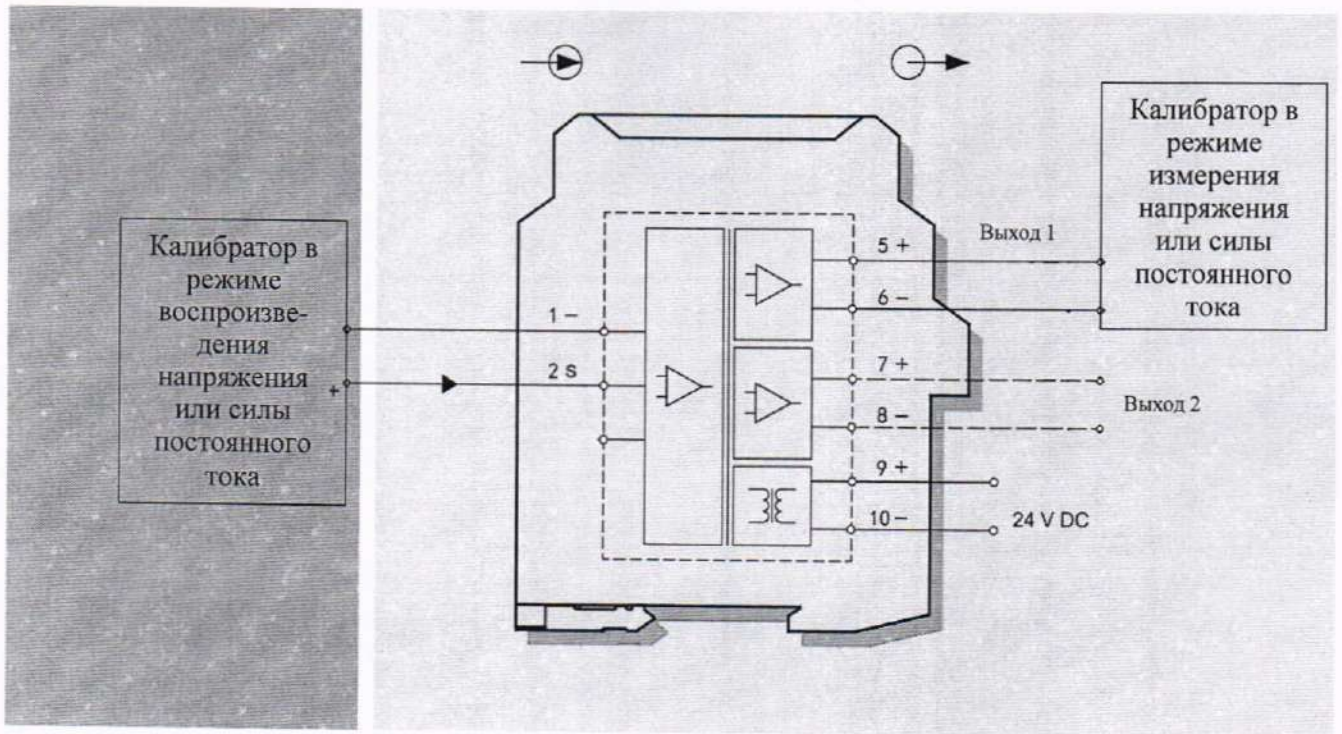 Калибратор в
режиме
воспроизве-
дения
напряжения
или силы
постоянного
тока
+
1 –
2 s
5 +
6 –
7 +
8 –
9 +
10 –
Выход 1
Выход 2
24 V DC
Калибратор в
режиме
измерения
напряжения
или силы
постоянного
тока